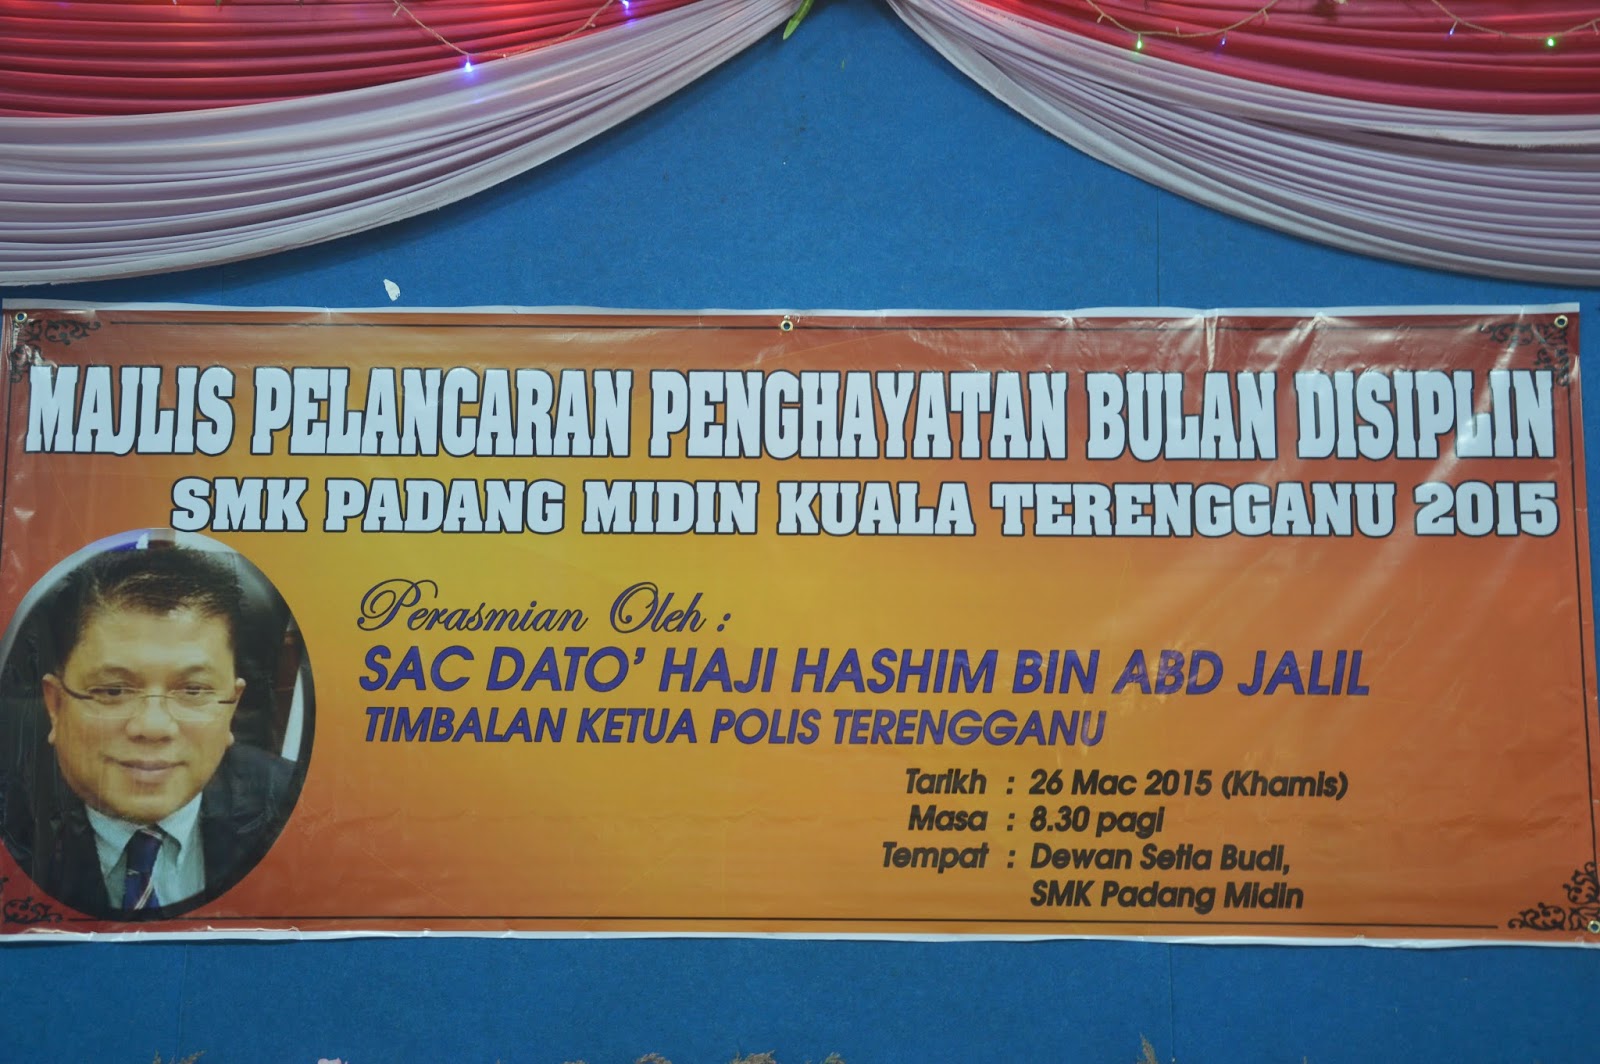 MAJLIS PELANCARAN PENGHAYATAN BULAN DISIPLIN
SMK PADANG MIDIN KUALA TERENGGANU 2015
Perasmian Oleh :
SAC DATO' HAJI HASHIM BIN ABD JALIL
TIMBALAN KETUA POLIS TERENGGANU
Tarikh : 26 Mac 2015 (Khamis)
Masa : 8.30 pagi
Tempat : Dewan Setia Budi,
SMK Padang Midin